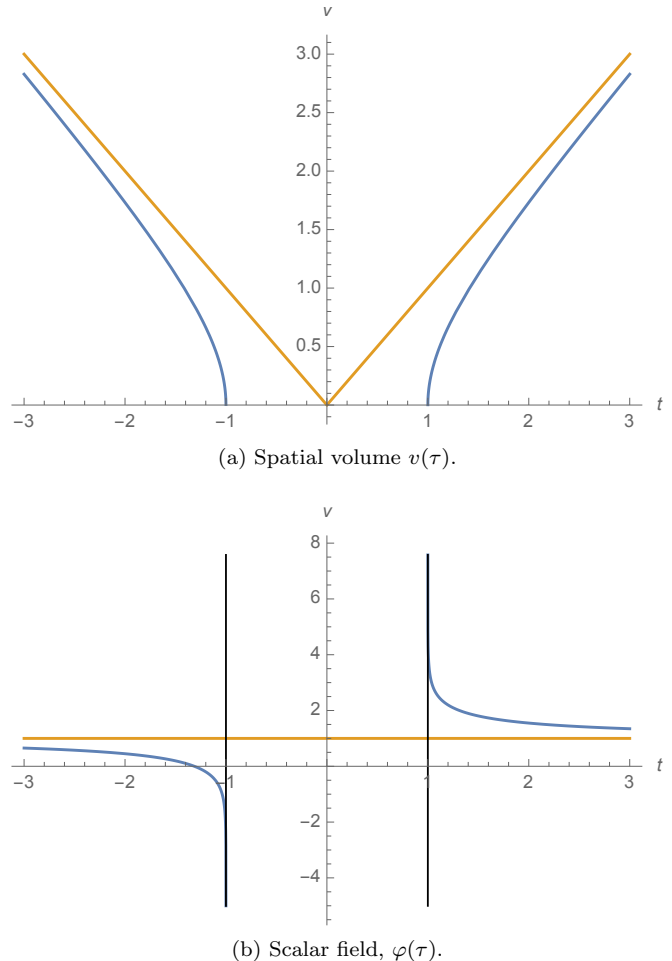 v
3.0
2.5
2.0
1.5
1.0
0.5
−3 −2 −1 1 2 3 t
(a) Spatial volume v(τ).
v
8
6
4
2
−3 −2 −1 1 2 3 t
−2
−4
(b) Scalar field, φ(τ).